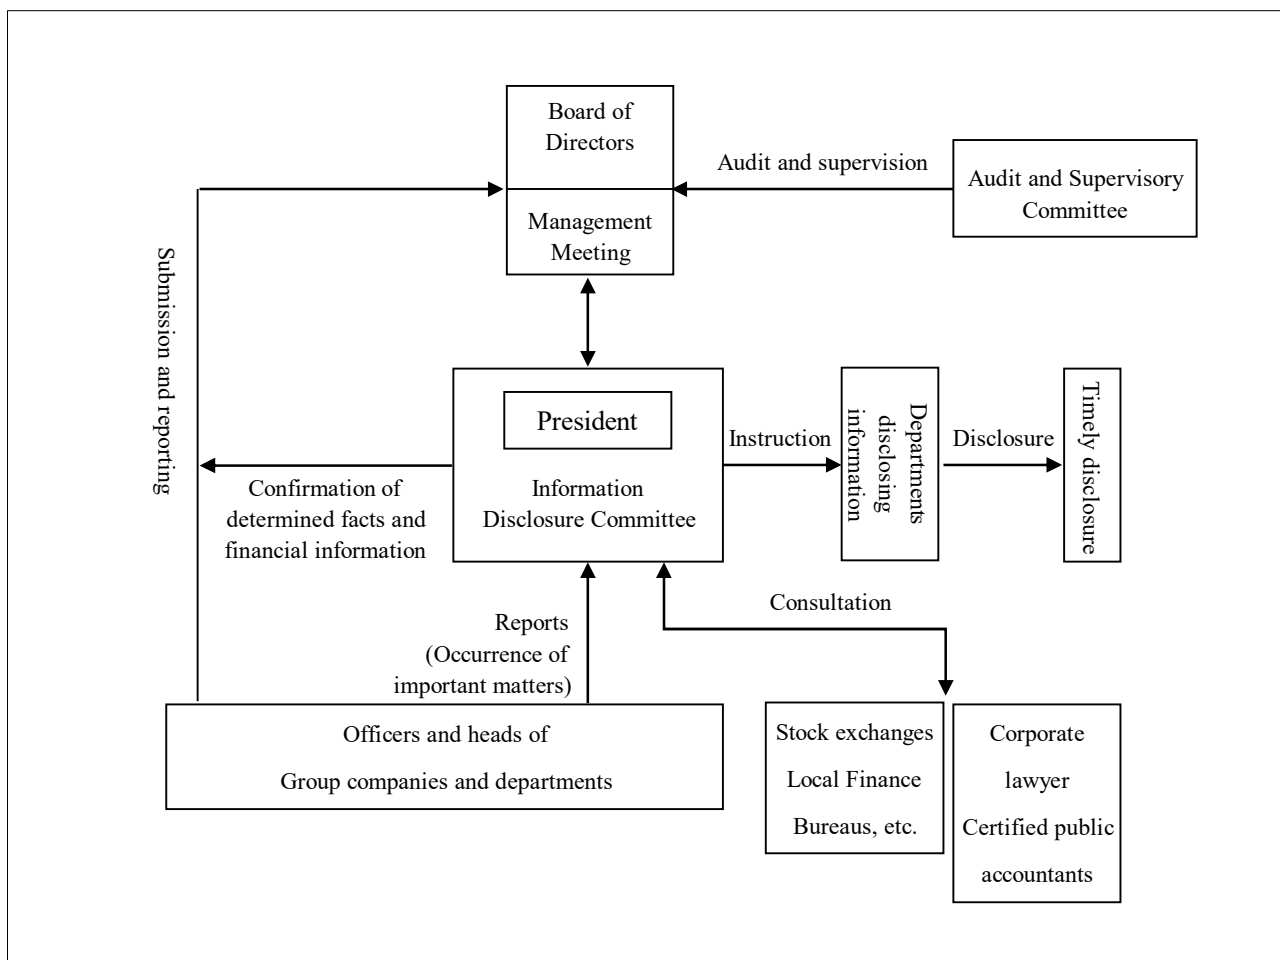 Board of
Directors
Audit and supervision
Audit and Supervisory
Committee
Management
Meeting
Submission and reporting
President
Information
Disclosure Committee
Instruction
Departments
disclosing
information
Disclosure
Timely disclosure
Confirmation of
determined facts and
financial information
Consultation
Reports
(Occurrence of
important matters)
Officers and heads of
Group companies and departments
Stock exchanges
Local Finance
Bureaus, etc.
Corporate
lawyer
Certified public
accountants